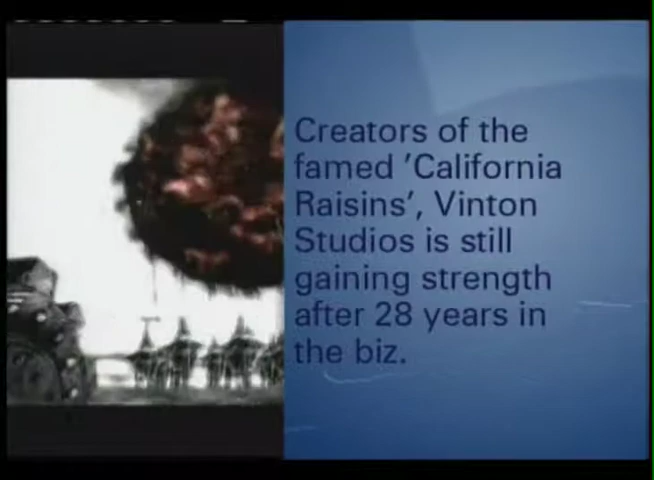 Creators of the
famed 'California
Raisins', Vinton
Studios is still
gaining strength
after 28 years in
the biz.